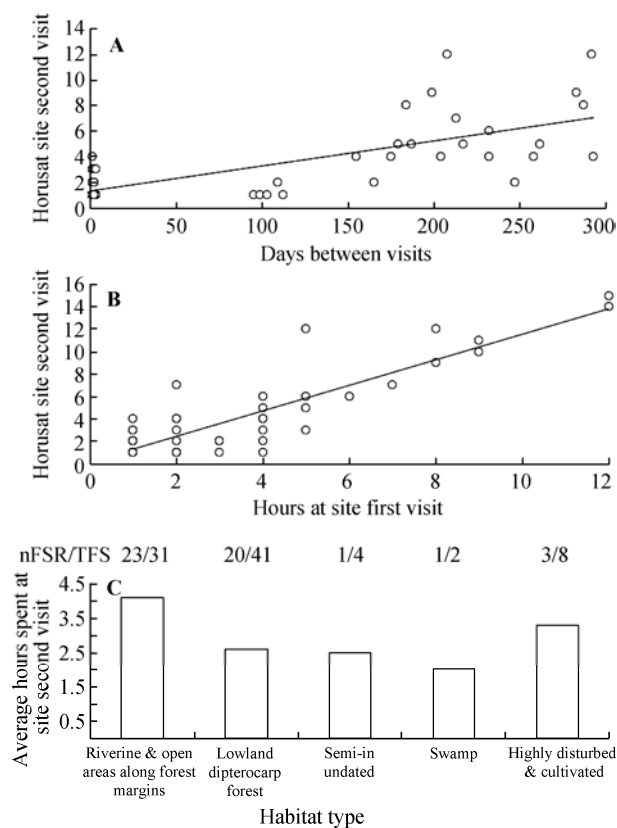 14
12
10
8
6
4
2
0
Horusat site second visit
A
0 50 100 150 200 250 300
Days between visits
16
14
12
10
8
6
4
2
0
Horusat site second visit
B
0 2 4 6 8 10 12
Hours at site first visit
nFSR/TFS 23/31 20/41 1/4 1/2 3/8
4.5
3.5
2.5
1.5
0.5
Average hours spent at
site second visit
C
Riverine & open Lowland Semi-in Swamp Highly disturbed
areas along forest dipterocarp undated & cultivated
margins forest
Habitat type